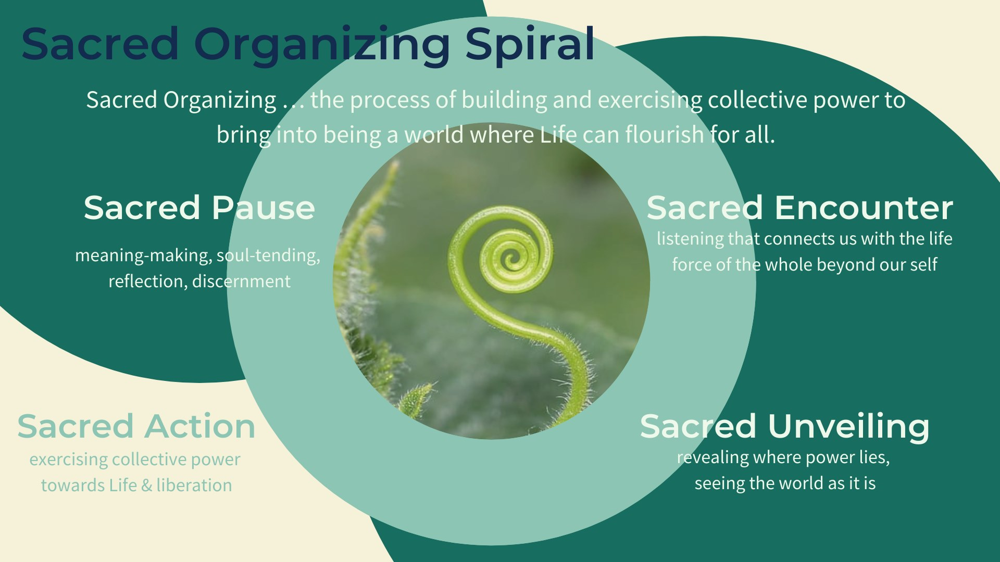 Sacred Organizing Spiral
Sacred Organizing … the process of building and exercising collective power to
bring into being a world where Life can flourish for all.
Sacred Pause
meaning-making, soul-tending,
reflection, discernment
Sacred Encounter
listening that connects us with the life
force of the whole beyond our self
Sacred Action
exercising collective power
towards Life & liberation
Sacred Unveiling
revealing where power lies,
seeing the world as it is